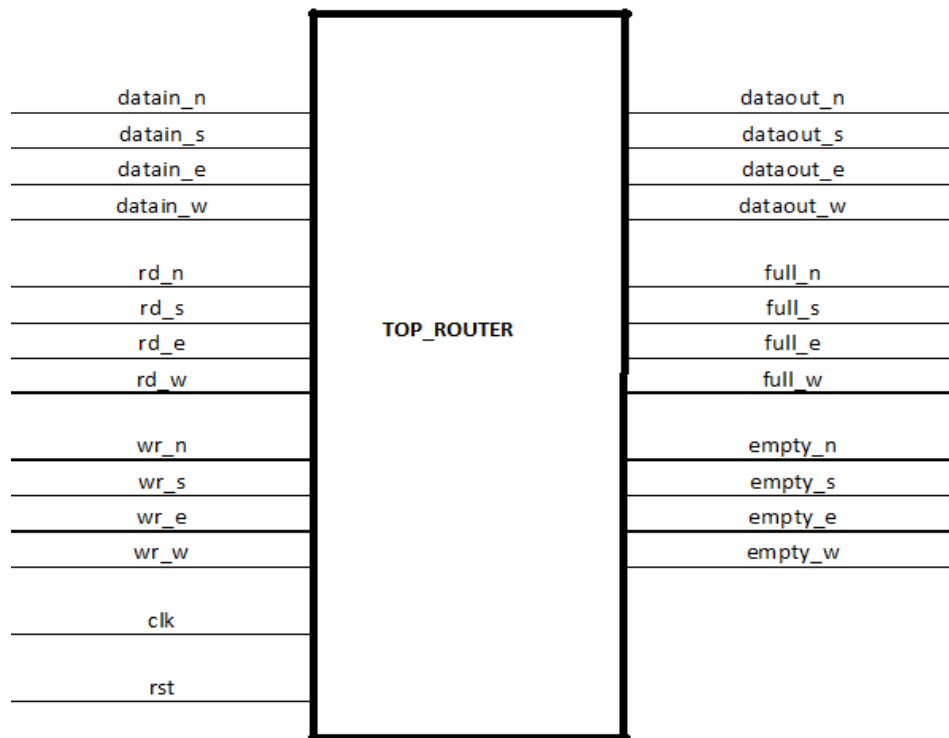 datain_n
datain_s
datain_e
datain_w
rd_n
rd_s
rd_e
rd_w
wr_n
wr_s
wr_e
wr_w
clk
rst
TOP_ROUTER
dataout_n
dataout_s
dataout_e
dataout_w
full_n
full_s
full_e
full_w
empty_n
empty_s
empty_e
empty_w